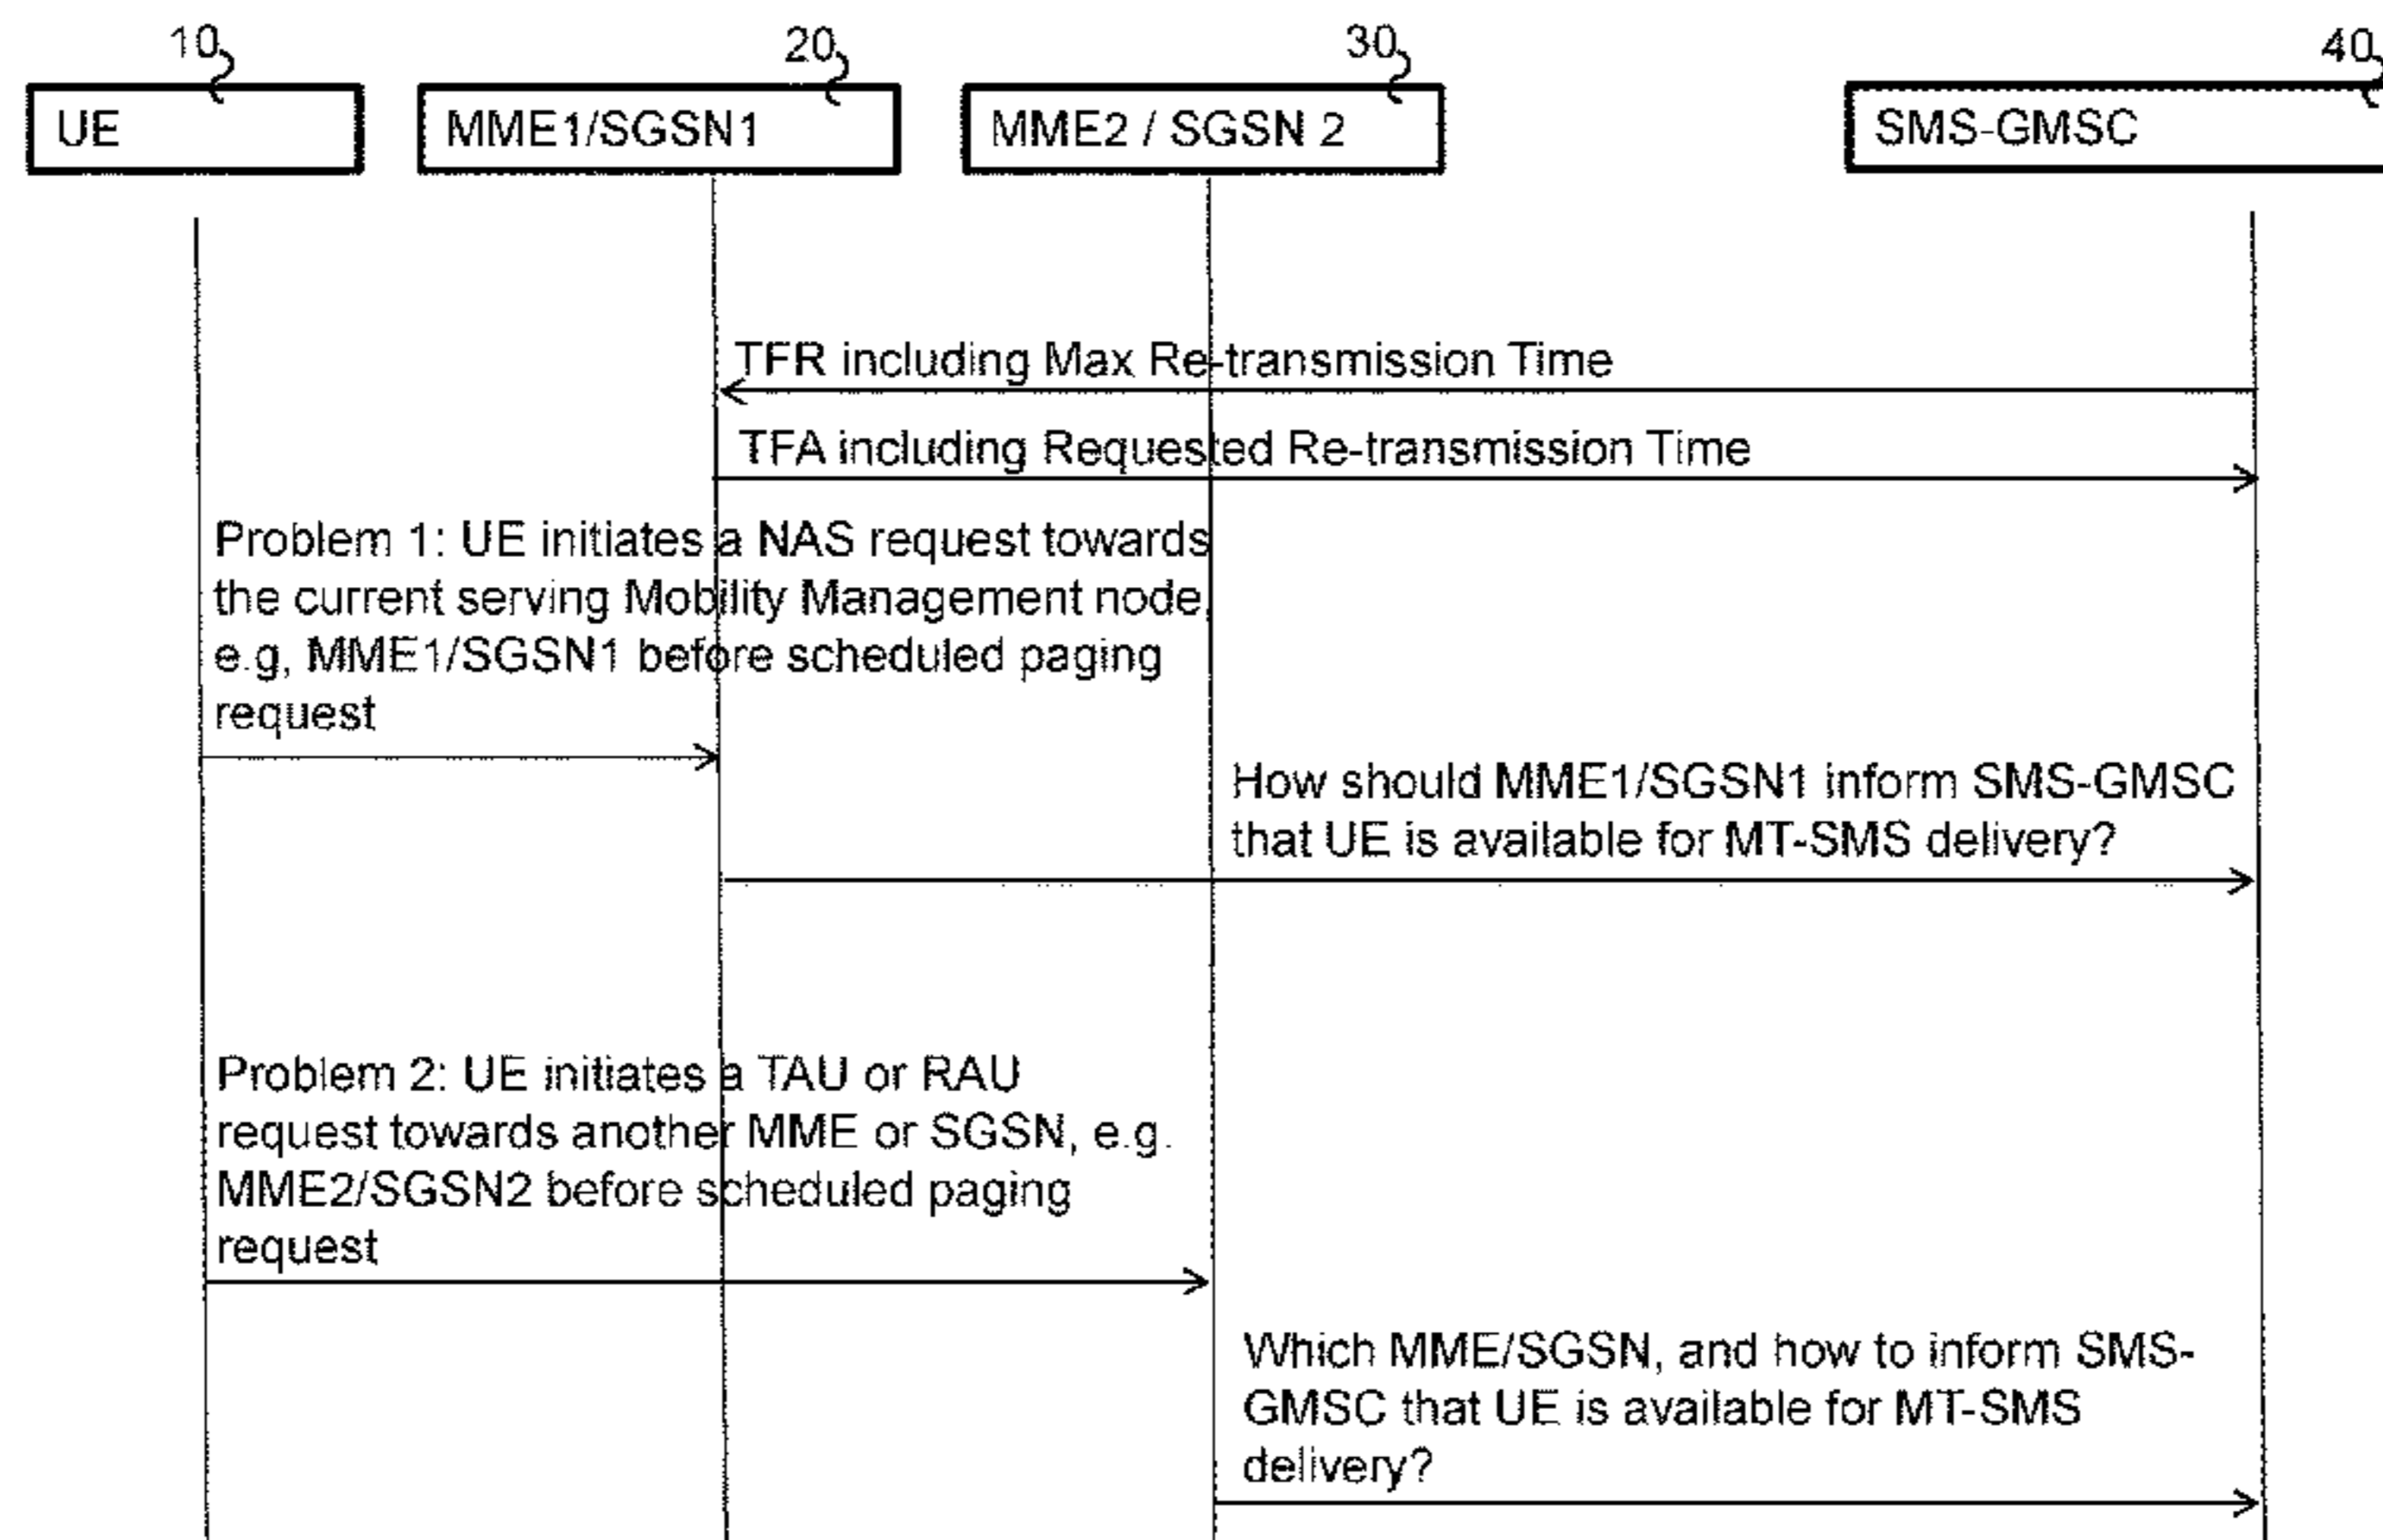 10
20
30
40
UE
MME1/SGSN1
MME2 / SGSN 2
SMS-GMSC
TFR including Max Re-transmission Time
TFA including Requested Re-transmission Time
Problem 1: UE initiates a NAS request towards
the current serving Mobility Management node,
e.g, MME1/SGSN1 before scheduled paging
request
How should MME1/SGSN1 inform SMS-GMSC
that UE is available for MT-SMS delivery?
Problem 2: UE initiates a TAU or RAU
request towards another MME or SGSN, e.g.
MME2/SGSN2 before scheduled paging
request
Which MME/SGSN, and how to inform SMS-
GMSC that UE is available for MT-SMS
delivery?